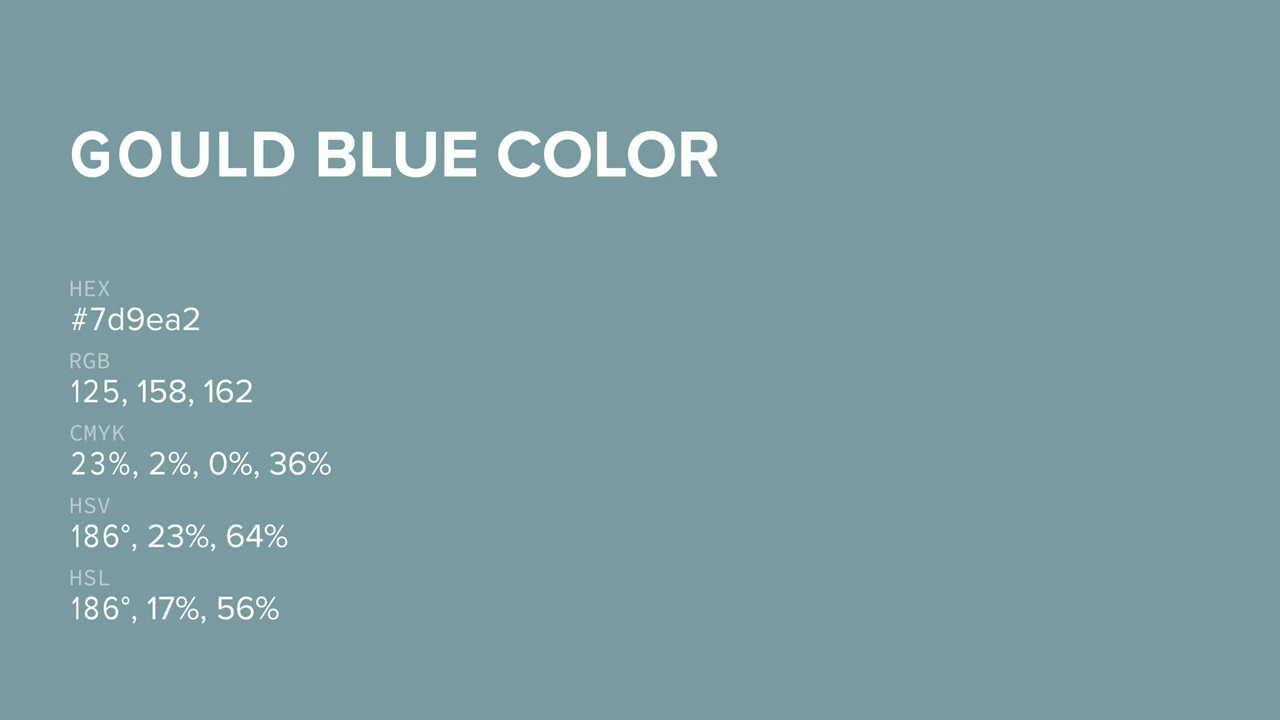 GOULD BLUE COLOR
HEX
#7d9ea2
RGB
125, 158, 162
CMYK
23%, 2%, 0%, 36%
HSV
186°, 23%, 64%
HSL
186°, 17%, 56%